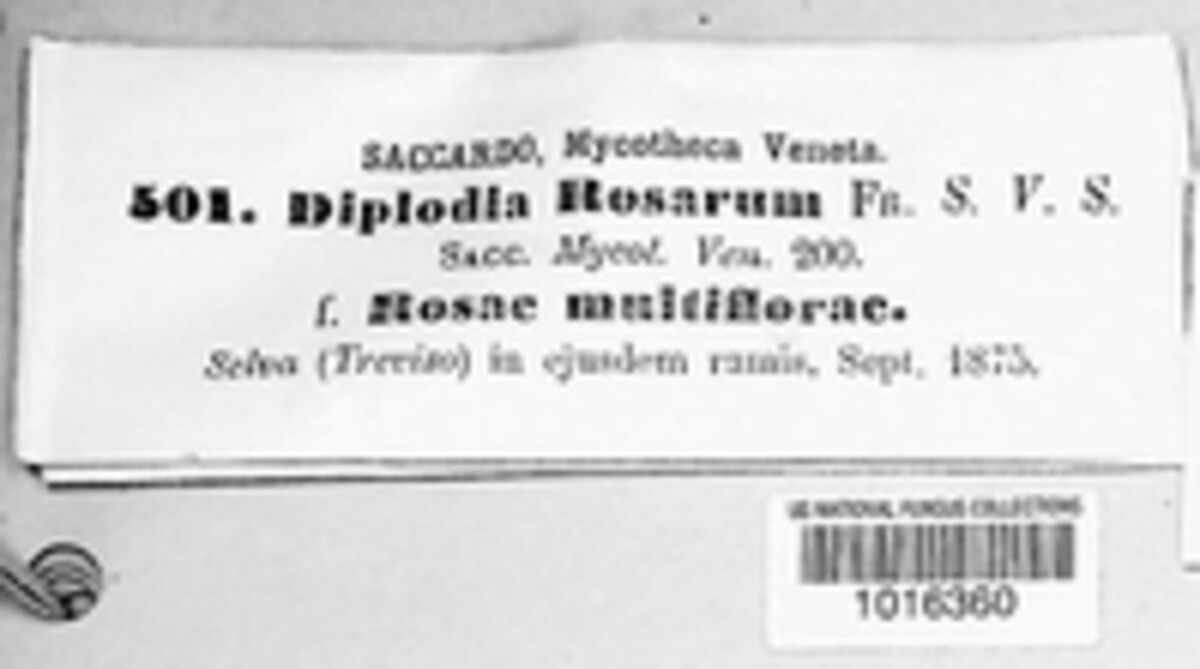 SACCARDO, Mycotheca Veneta.
501. Diplodia Rosarum FR. S. V. S.
SACC. Mycot. Ven. 200.
f. Rosae multiflorae.
Selva (Treviso) in ejusdem ramis, Sept. 1875.
US NATIONAL FUNGUS COLLECTIONS
1016360